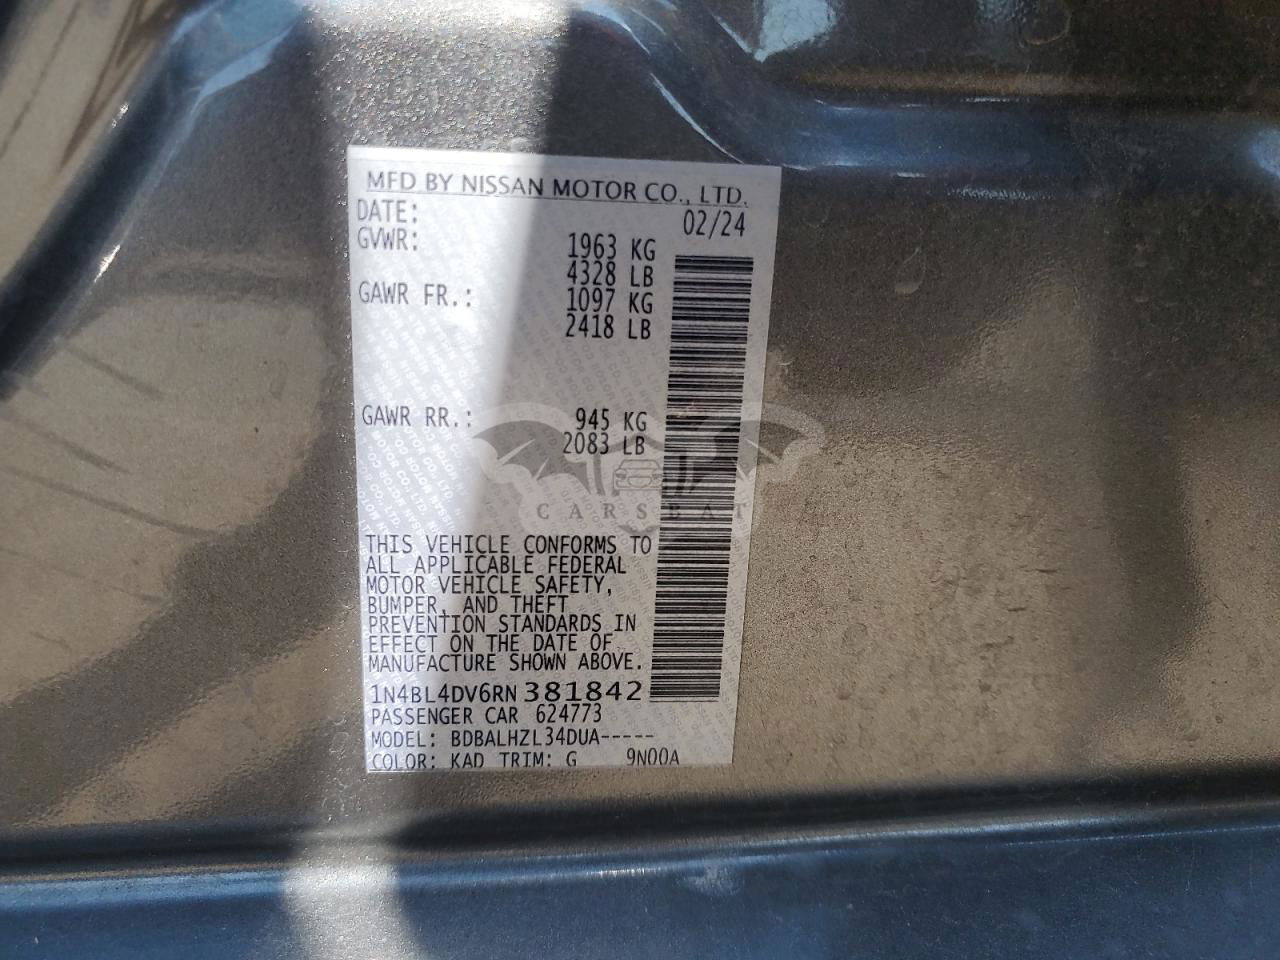 MFD BY NISSAN MOTOR CO., LTD.
DATE: 02/24
GVWR: 1963 KG
4328 LB
GAWR FR.: 1097 KG
2418 LB
GAWR RR.: 945 KG
2083 LB
CARSBAT
THIS VEHICLE CONFORMS TO
ALL APPLICABLE FEDERAL
MOTOR VEHICLE SAFETY,
BUMPER, AND THEFT
PREVENTION STANDARDS IN
EFFECT ON THE DATE OF
MANUFACTURE SHOWN ABOVE.
1N4BL4DV6RN381842
PASSENGER CAR 624773
MODEL: BDBALHZL34DUA-----
COLOR: KAD TRIM: G 9N00A